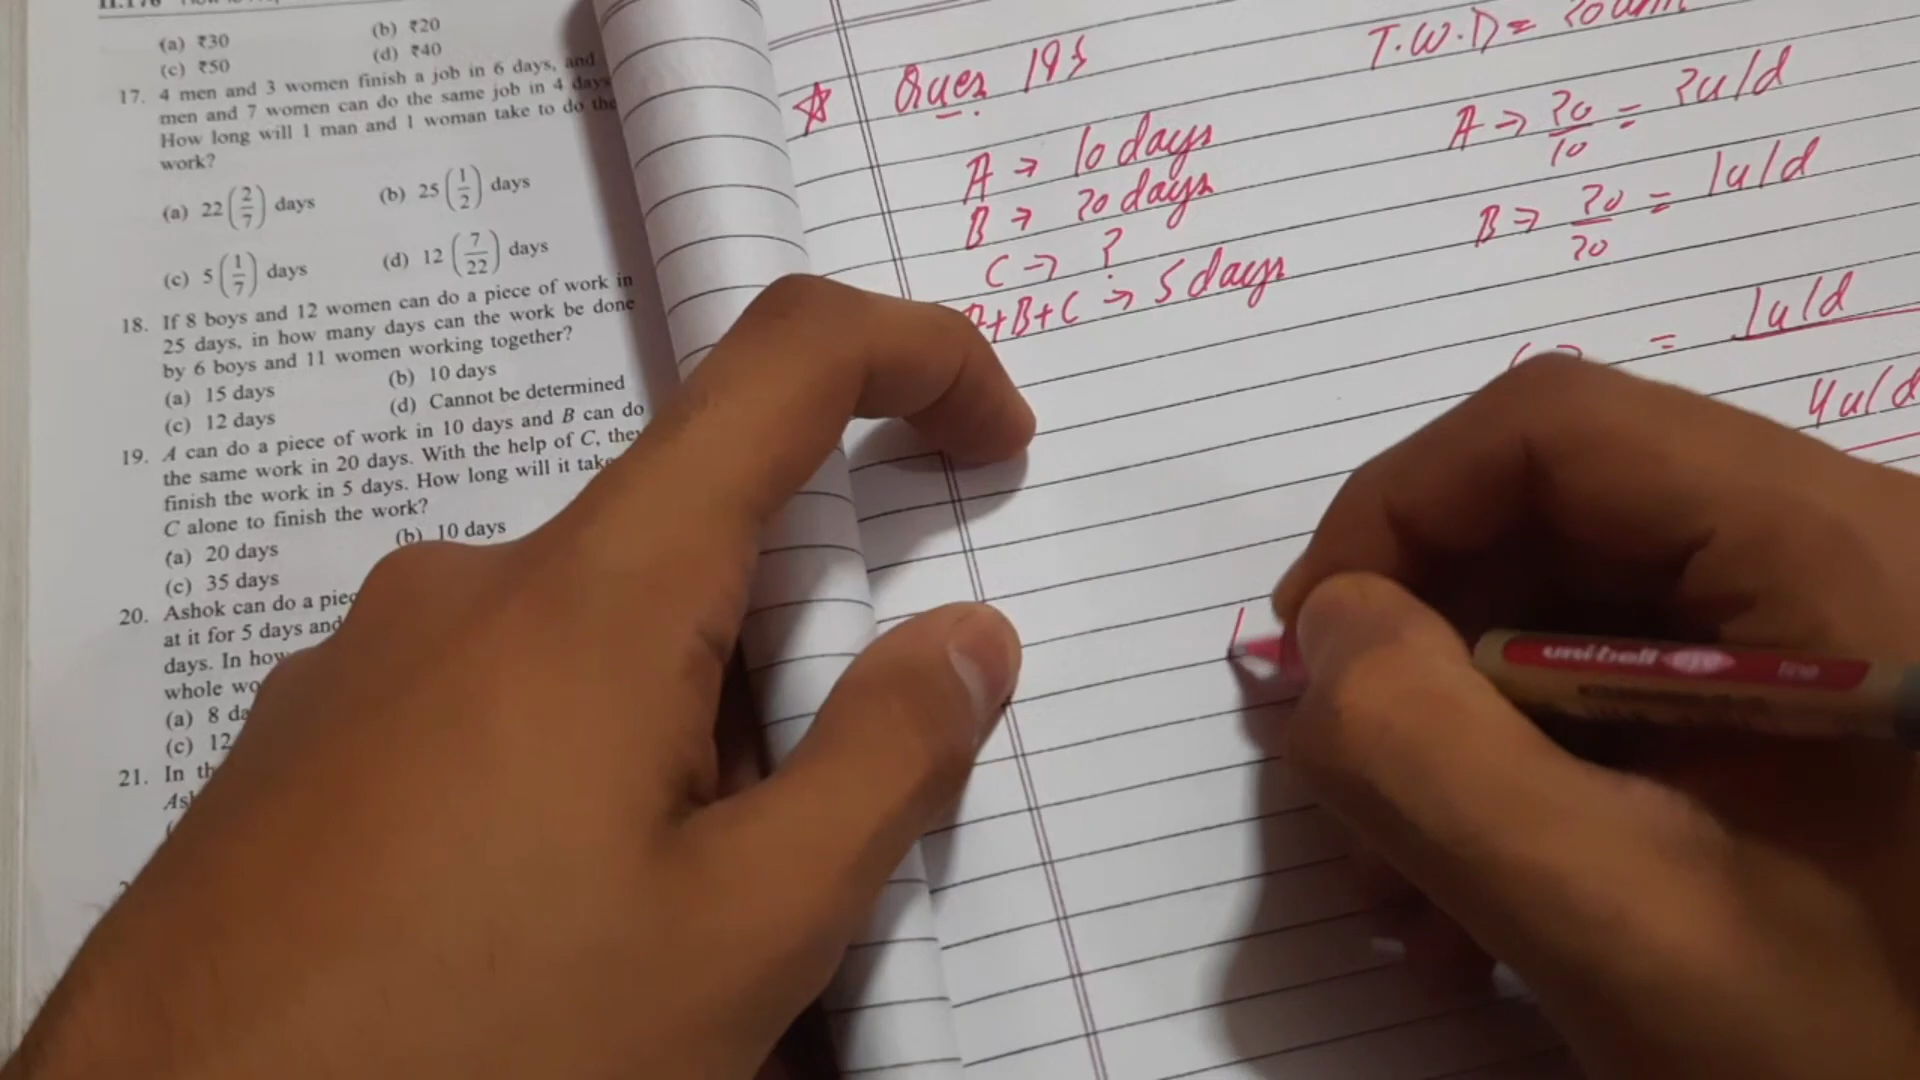 (a) ₹30 (b) ₹20
(c) ₹50 (d) ₹40
17. 4 men and 3 women finish a job in 6 days, and
men and 7 women can do the same job in 4 days
How long will 1 man and 1 woman take to do the
work?
(a) 22 (2/7) days (b) 25 (1/2) days
(c) 5 (1/7) days (d) 12 (7/22) days
18. If 8 boys and 12 women can do a piece of work in
25 days, in how many days can the work be done
by 6 boys and 11 women working together?
(a) 15 days (b) 10 days
(c) 12 days (d) Cannot be determined
19. A can do a piece of work in 10 days and B can do
the same work in 20 days. With the help of C, they
finish the work in 5 days. How long will it take
C alone to finish the work?
(a) 20 days (b) 10 days
(c) 35 days
20. Ashok can do a
at it for 5 days and
days. In how
whole
(a) 8
(c) 12
21. In
Ques 19
T.W.D =
A → 10 days
B → 20 days
C → ?
A+B+C → 5 days
A → 20/10 = 2u/d
B → 20/20 = 1u/d
= 1u/d
4u/d
uni-ball eye fine